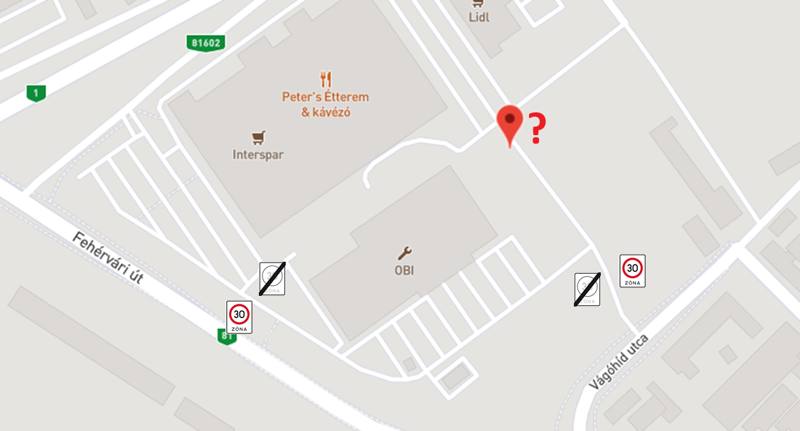 Lidl
81602
1
Peter's Étterem
& kávézó
?
Interspar
Fehérvári út
OBI
30
ZÓNA
30
ZÓNA
81
Vágóhíd utca